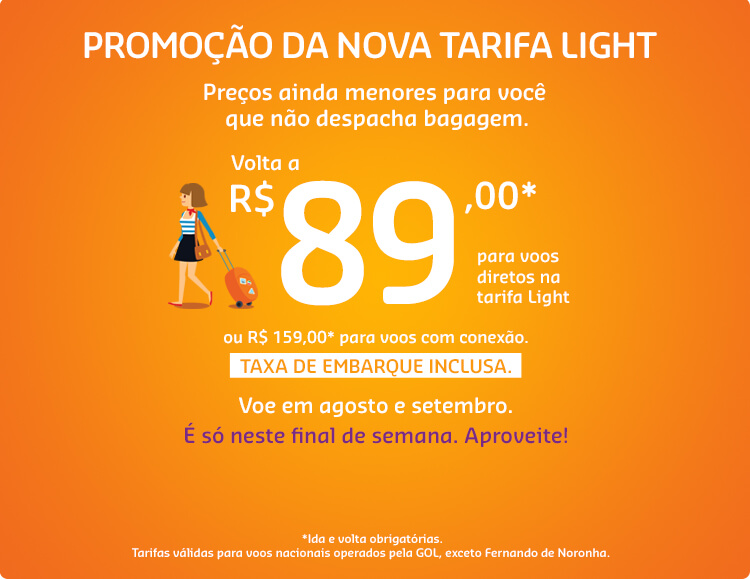 PROMOÇÃO DA NOVA TARIFA LIGHT
Preços ainda menores para você
que não despacha bagagem.
Volta a
R$ 89,00*
para voos
diretos na
tarifa Light
ou R$ 159,00* para voos com conexão.
TAXA DE EMBARQUE INCLUSA.
Voe em agosto e setembro.
É só neste final de semana. Aproveite!
*Ida e volta obrigatórias.
Tarifas válidas para voos nacionais operados pela GOL, exceto Fernando de Noronha.